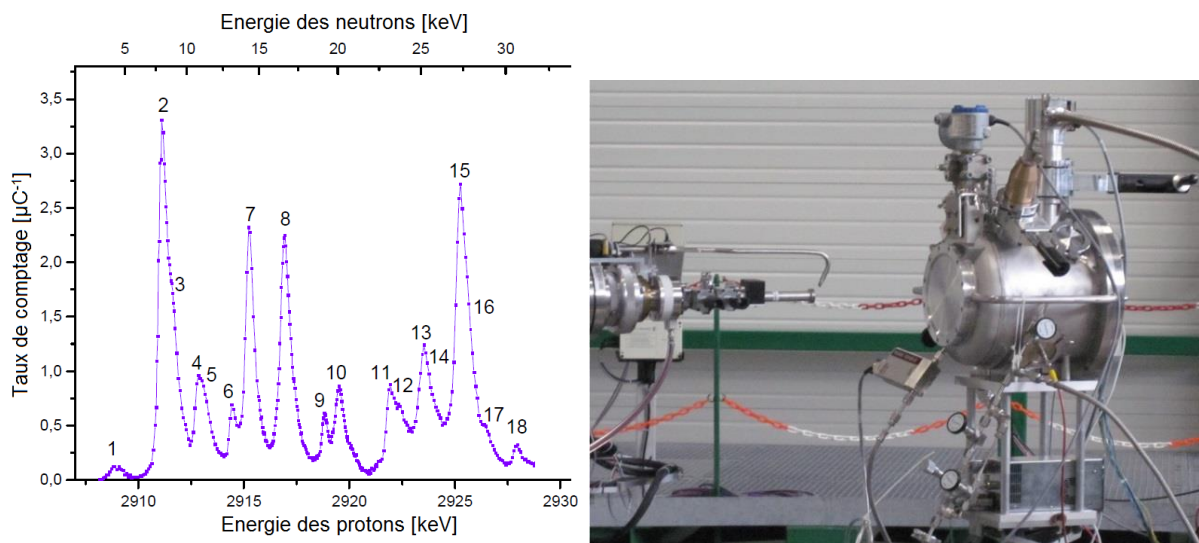 Energie des neutrons [keV]
5 10 15 20 25 30
Taux de comptage [µC⁻¹]
3,5
3,0
2,5
2,0
1,5
1,0
0,5
0,0
1 2 3 4 5 6 7 8 9 10 11 12 13 14 15 16 17 18
2910 2915 2920 2925 2930
Energie des protons [keV]